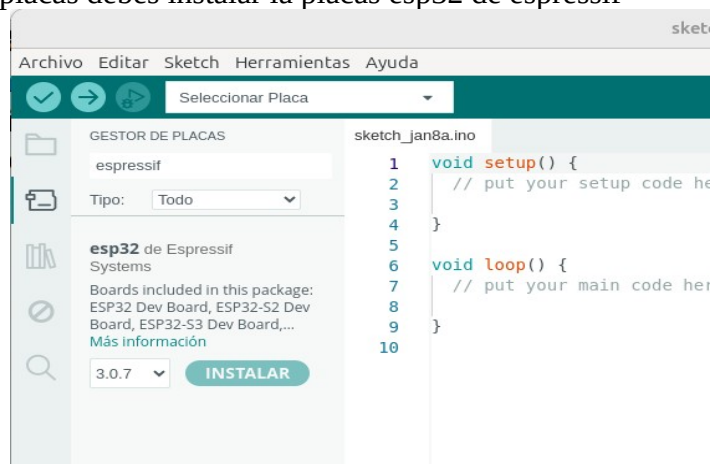 placas debes instalar la placas esp32 de espressif
sket
Archivo Editar Sketch Herramientas Ayuda
Seleccionar Placa
GESTOR DE PLACAS
espressif
Tipo: Todo
esp32 de Espressif
Systems
Boards included in this package:
ESP32 Dev Board, ESP32-S2 Dev
Board, ESP32-S3 Dev Board,...
Más información
3.0.7 INSTALAR
sketch_jan8a.ino
1 void setup() {
2 // put your setup code he
3
4 }
5
6 void loop() {
7 // put your main code her
8
9 }
10